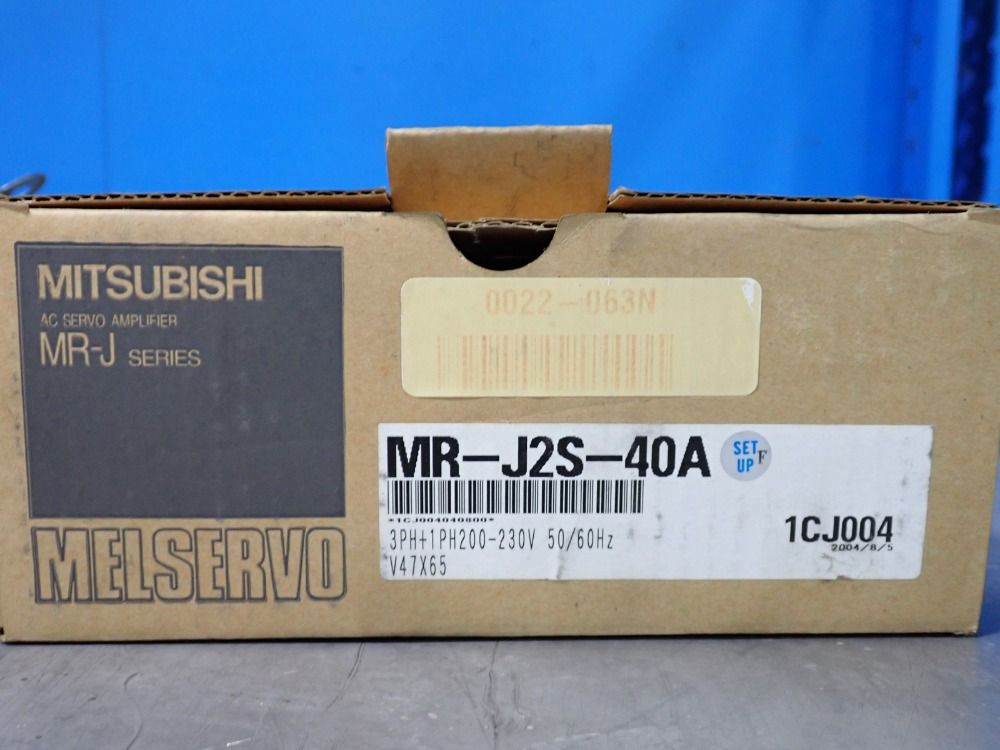 MITSUBISHI
AC SERVO AMPLIFIER
MR-J SERIES
MELSERVO
0022-063N
MR-J2S-40A
SET UP F
*1CJ004040800*
3PH+1PH200-230V 50/60Hz
V47X65
1CJ004
2004/8/5